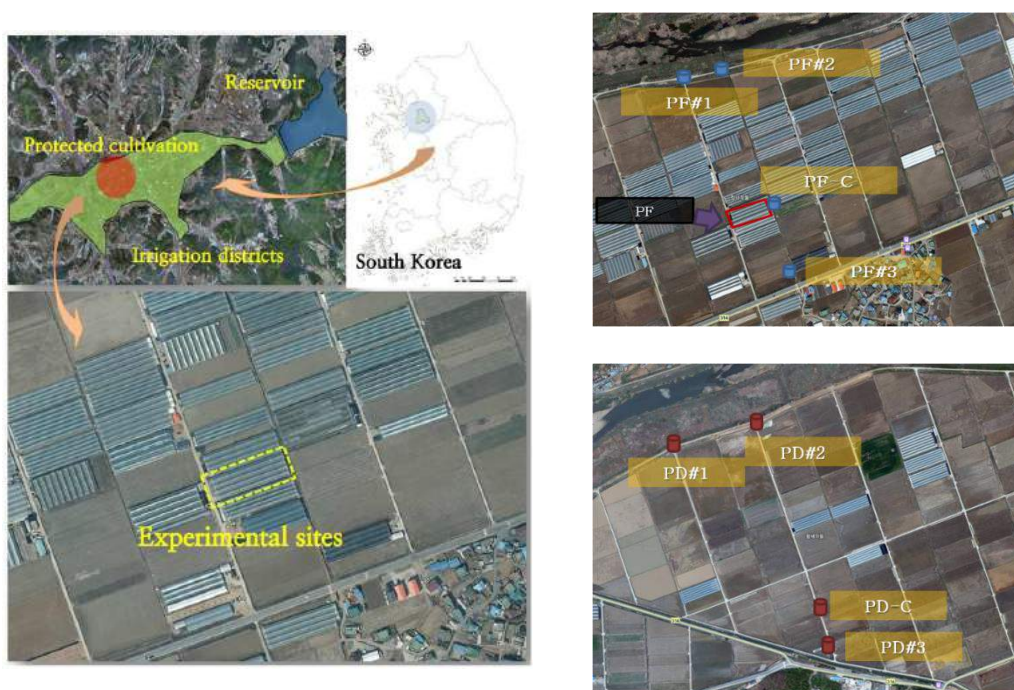 Reservoir
Protected cultivation
Irrigation districts
South Korea
Experimental sites
PF#2
PF#1
PF-C
PF
PF#3
PD#2
PD#1
PD-C
PD#3